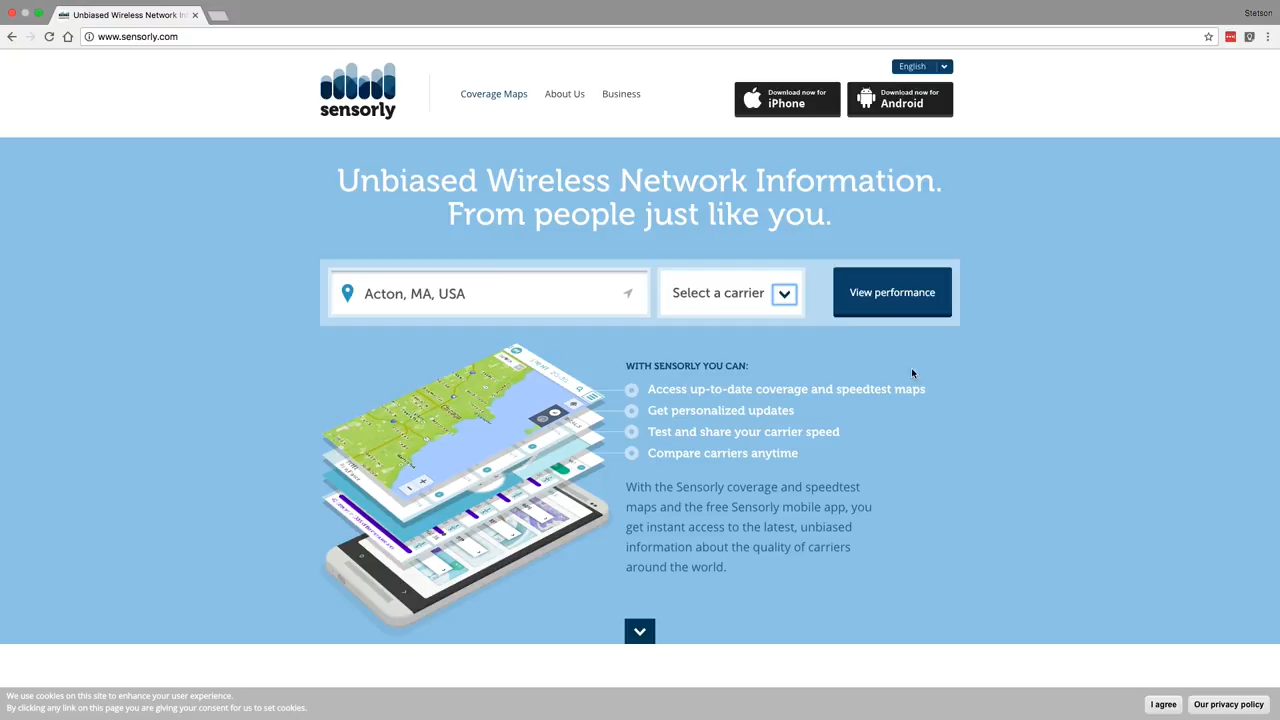 Unbiased Wireless Network In
Stetson
www.sensorly.com
English
sensorly
Coverage Maps
About Us
Business
Download now for
iPhone
Download now for
Android
Unbiased Wireless Network Information.
From people just like you.
Acton, MA, USA
Select a carrier
View performance
WITH SENSORLY YOU CAN:
Access up-to-date coverage and speedtest maps
Get personalized updates
Test and share your carrier speed
Compare carriers anytime
With the Sensorly coverage and speedtest
maps and the free Sensorly mobile app, you
get instant access to the latest, unbiased
information about the quality of carriers
around the world.
We use cookies on this site to enhance your user experience.
By clicking any link on this page you are giving your consent for us to set cookies.
I agree
Our privacy policy